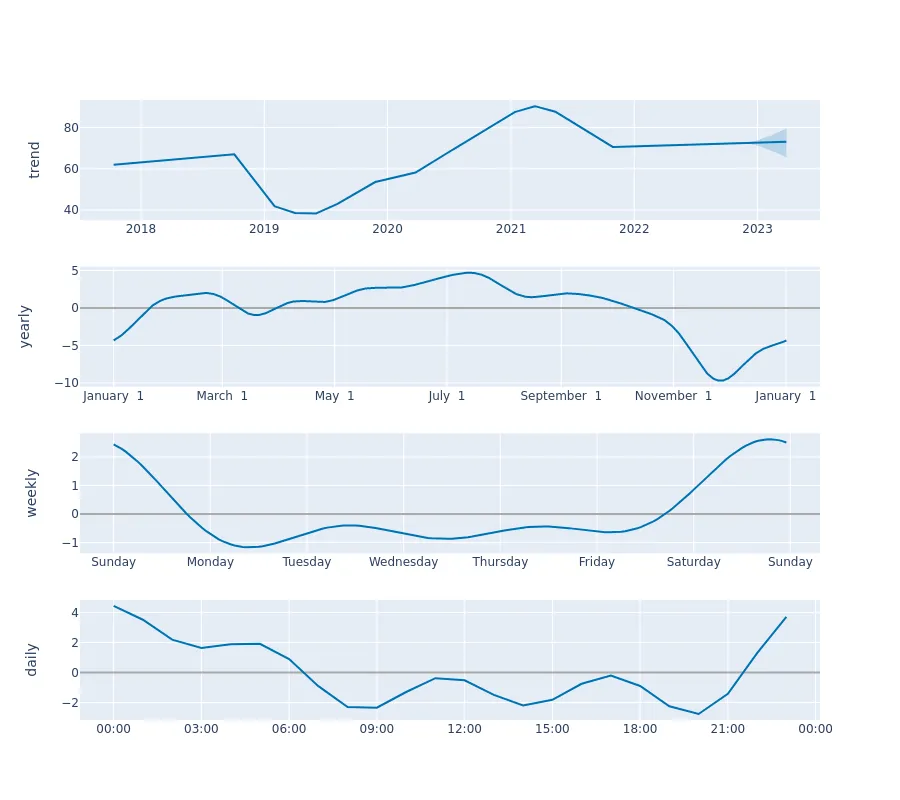 trend
80
60
40
2018 2019 2020 2021 2022 2023
yearly
5
0
−5
−10
January 1 March 1 May 1 July 1 September 1 November 1 January 1
weekly
2
1
0
−1
Sunday Monday Tuesday Wednesday Thursday Friday Saturday Sunday
daily
4
2
0
−2
00:00 03:00 06:00 09:00 12:00 15:00 18:00 21:00 00:00